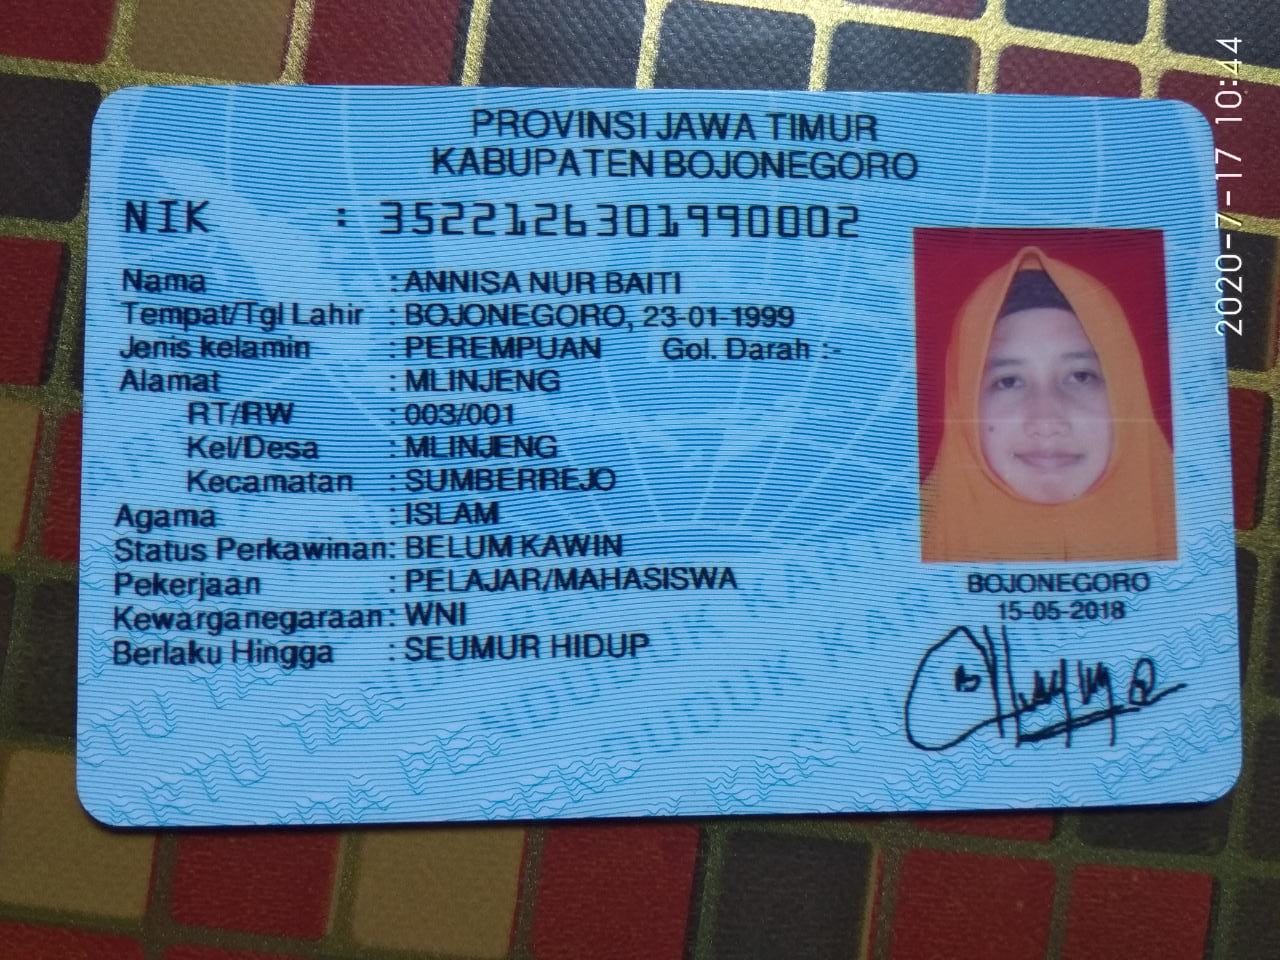 PROVINSI JAWA TIMUR
KABUPATEN BOJONEGORO
NIK : 3522126301990002
Nama : ANNISA NUR BAITI
Tempat/Tgl Lahir : BOJONEGORO, 23-01-1999
Jenis kelamin : PEREMPUAN Gol. Darah :-
Alamat : MLINJENG
RT/RW : 003/001
Kel/Desa : MLINJENG
Kecamatan : SUMBERREJO
Agama : ISLAM
Status Perkawinan: BELUM KAWIN
Pekerjaan : PELAJAR/MAHASISWA
Kewarganegaraan: WNI
Berlaku Hingga : SEUMUR HIDUP
BOJONEGORO
15-05-2018
2020-7-17 10:44